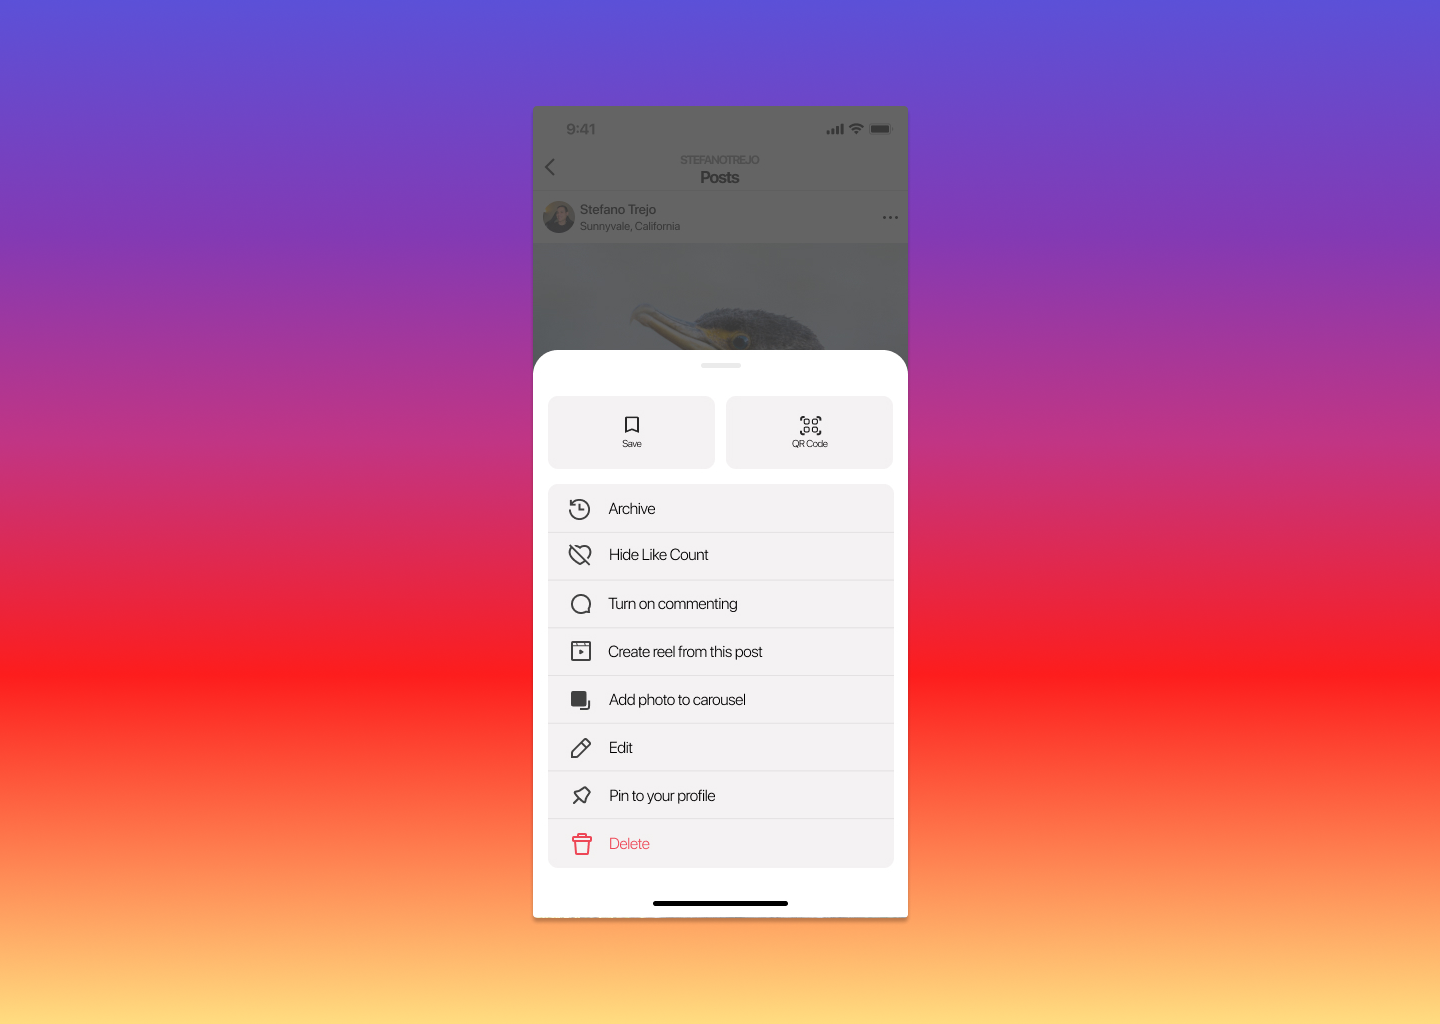 9:41
STEFANOTREJO
Posts
Stefano Trejo
Sunnyvale, California
Save
QR Code
Archive
Hide Like Count
Turn on commenting
Create reel from this post
Add photo to carousel
Edit
Pin to your profile
Delete